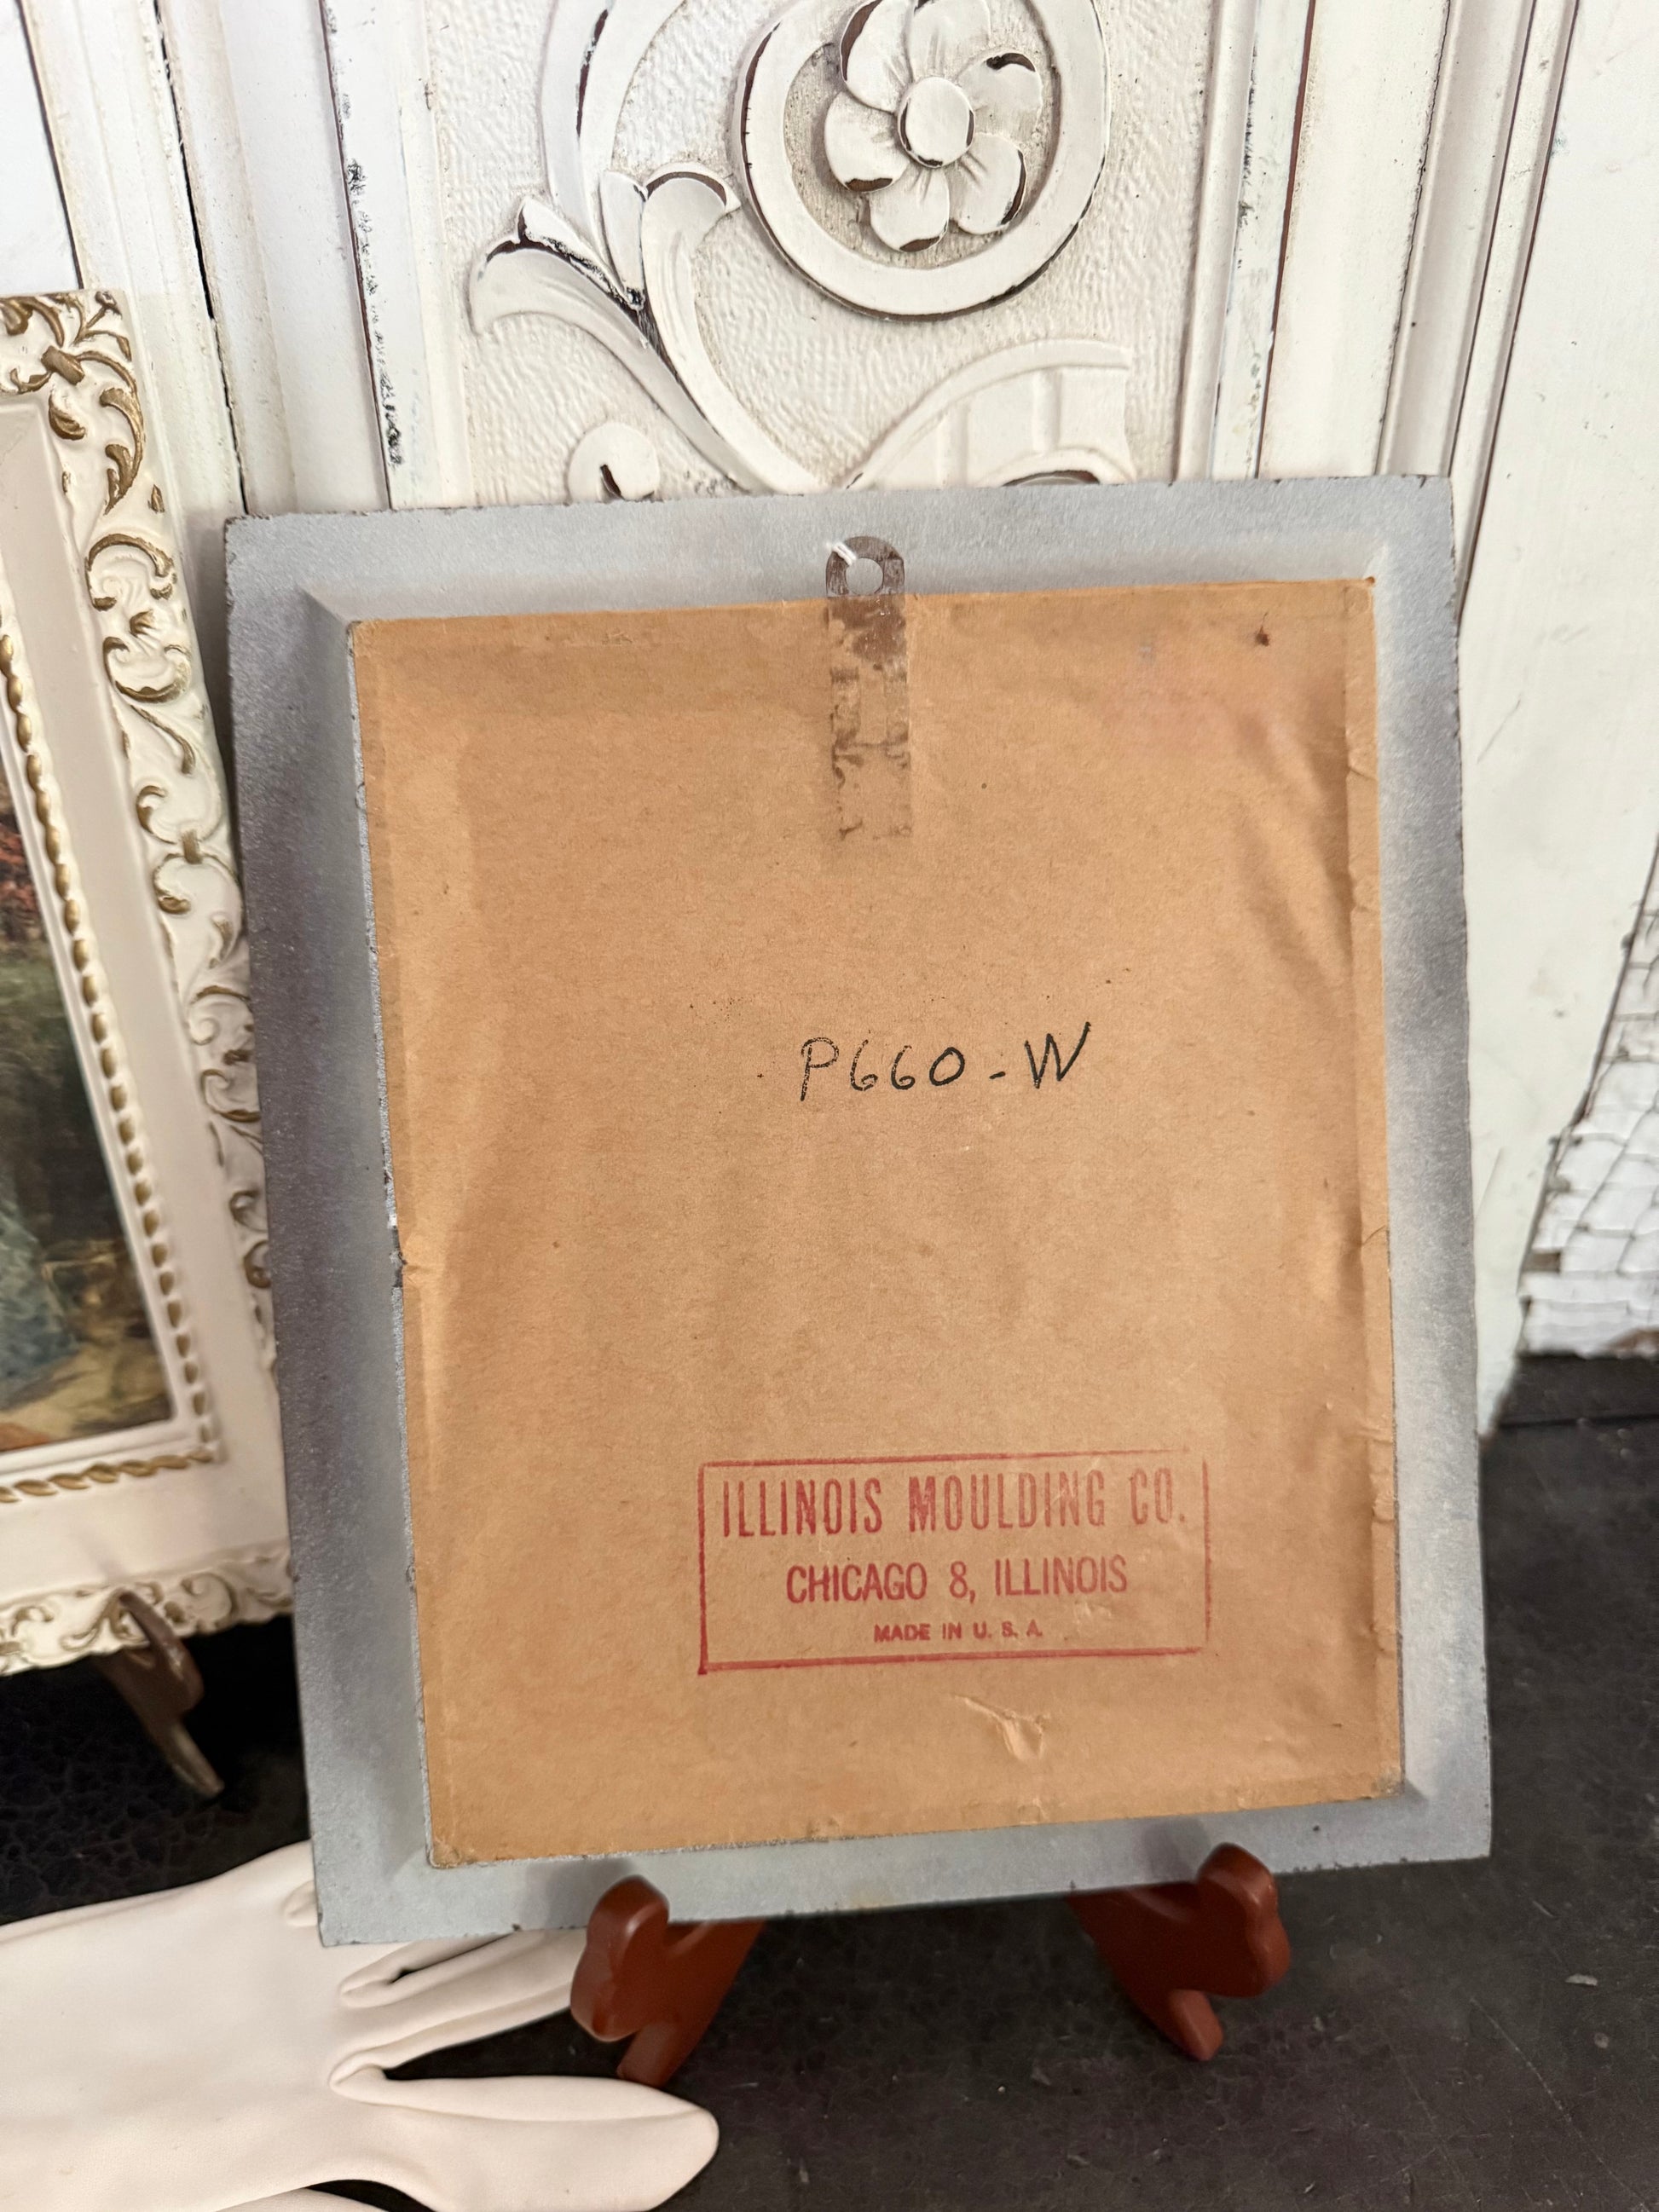 P660-W
ILLINOIS MOULDING CO.
CHICAGO 8, ILLINOIS
MADE IN U. S. A.